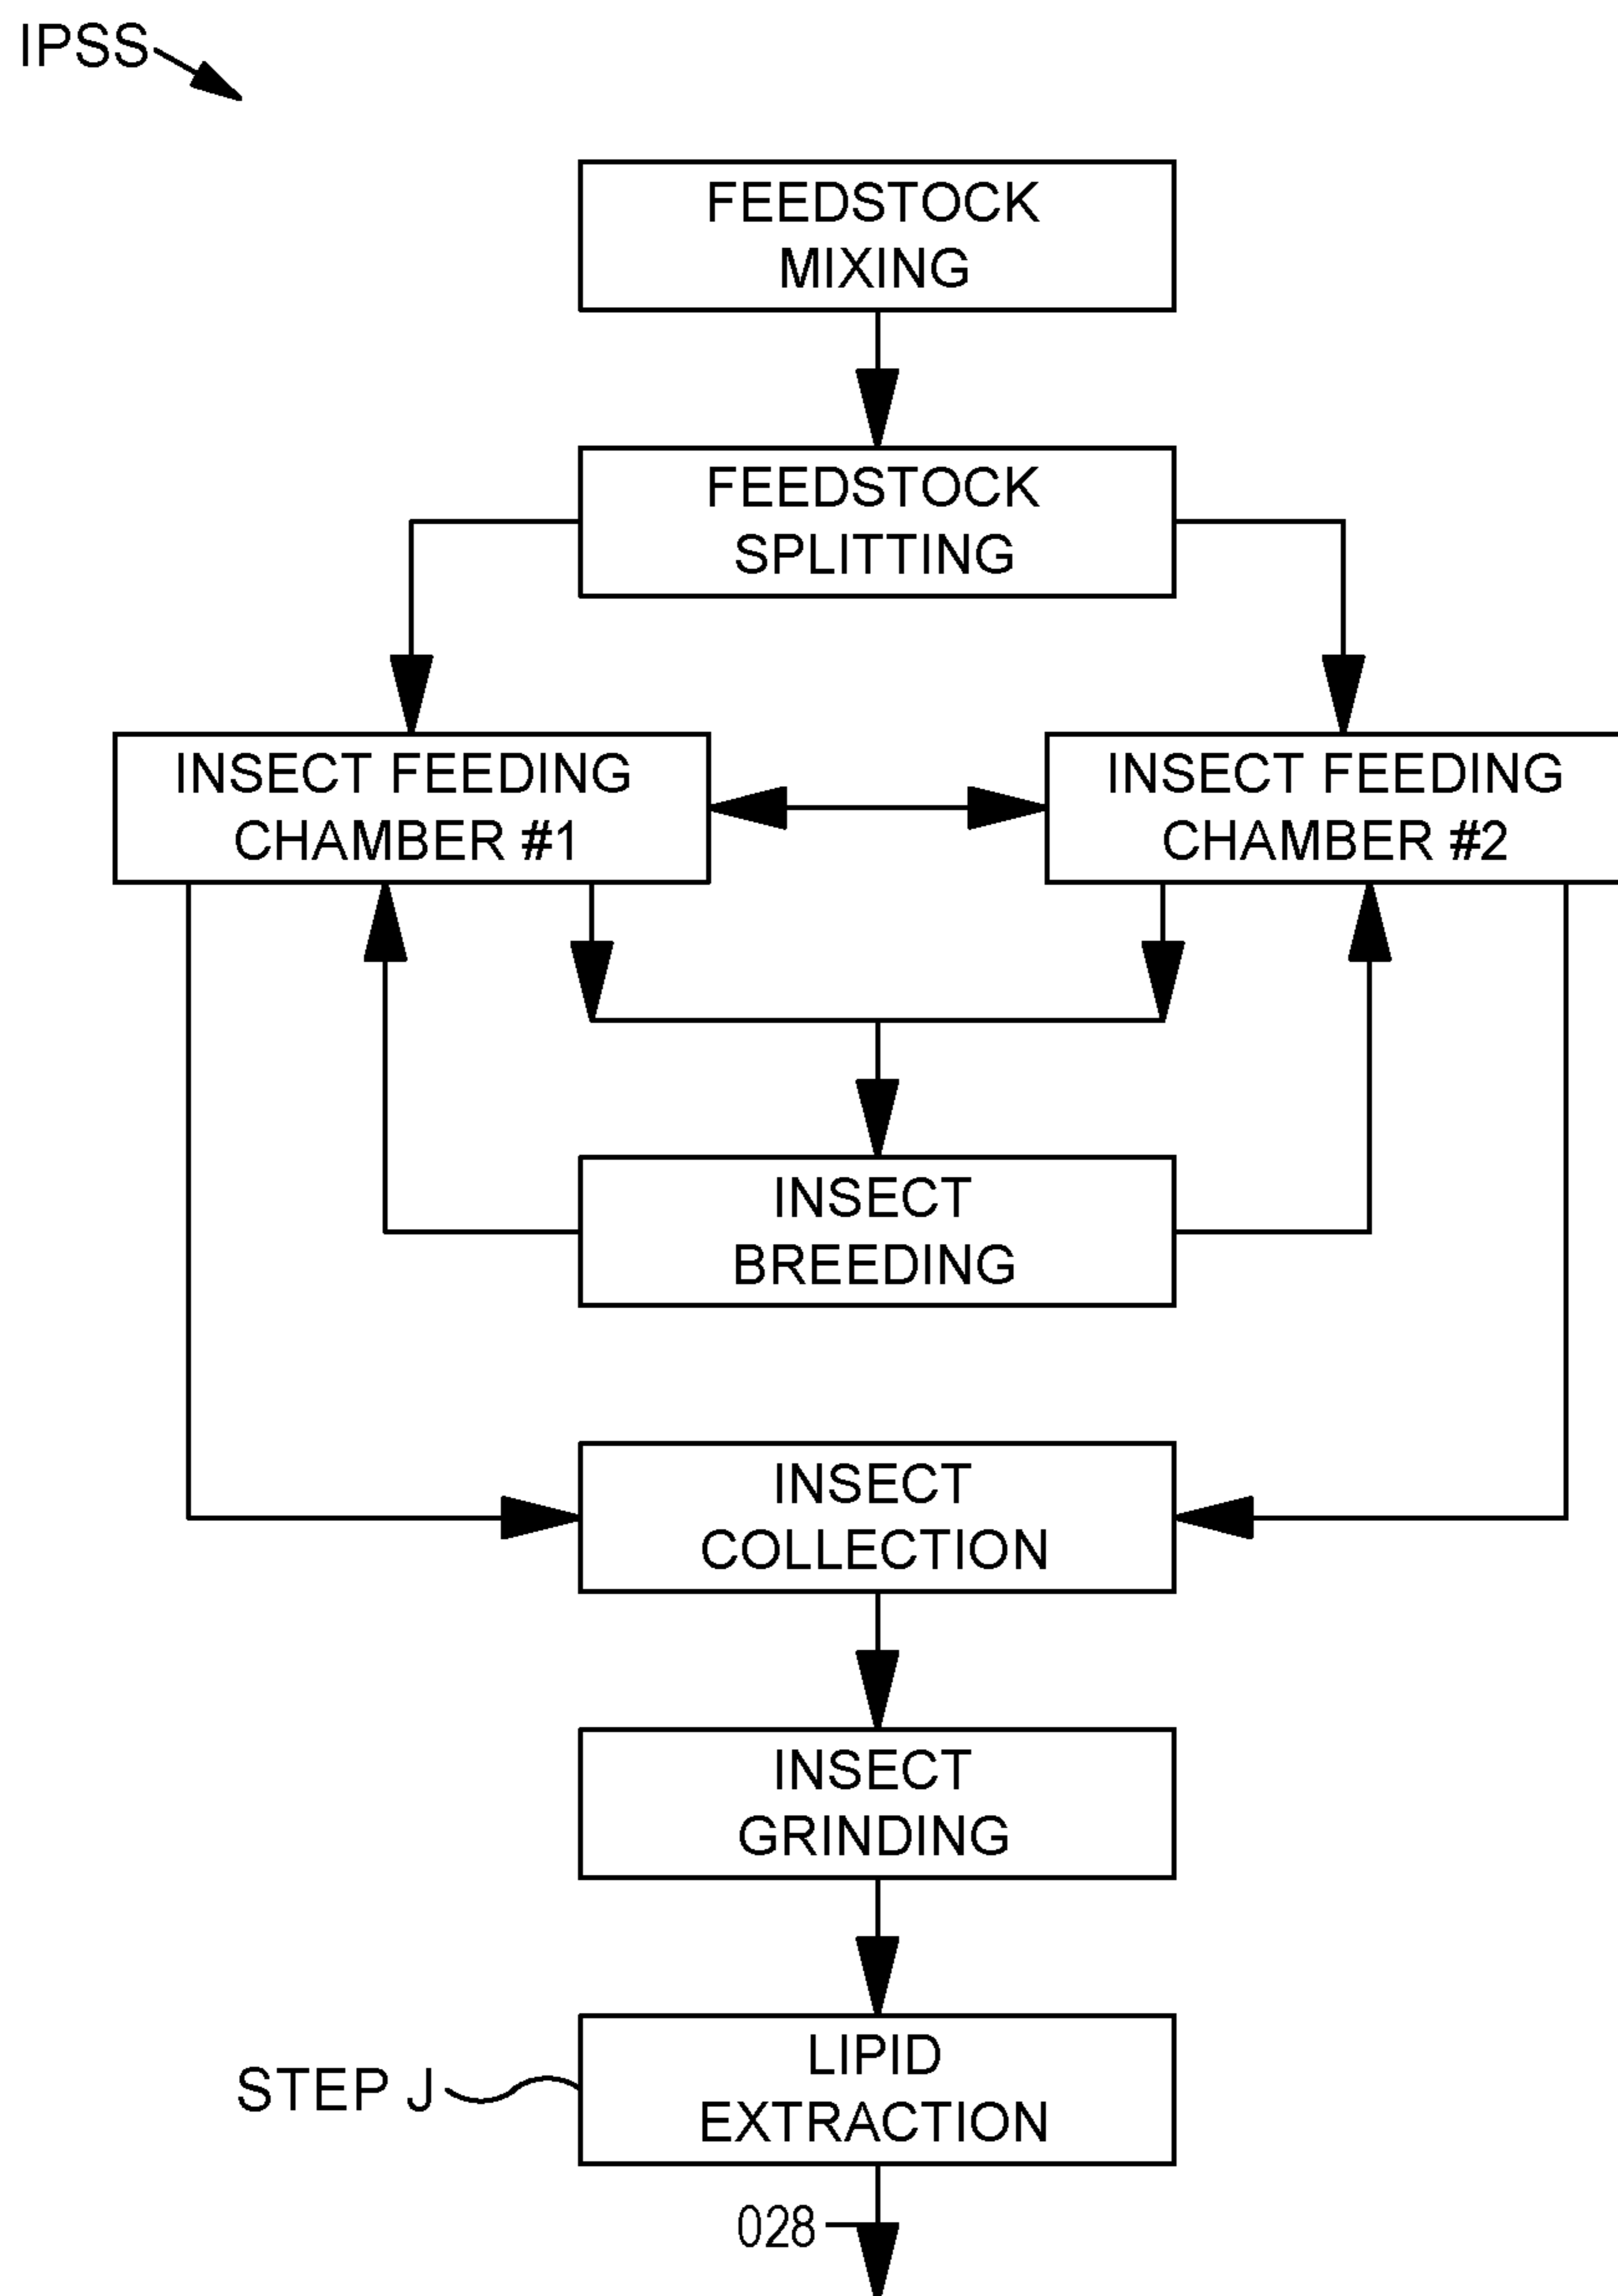 IPSS
FEEDSTOCK
MIXING
FEEDSTOCK
SPLITTING
INSECT FEEDING
CHAMBER #1
INSECT FEEDING
CHAMBER #2
INSECT
BREEDING
INSECT
COLLECTION
INSECT
GRINDING
LIPID
EXTRACTION
STEP J
028